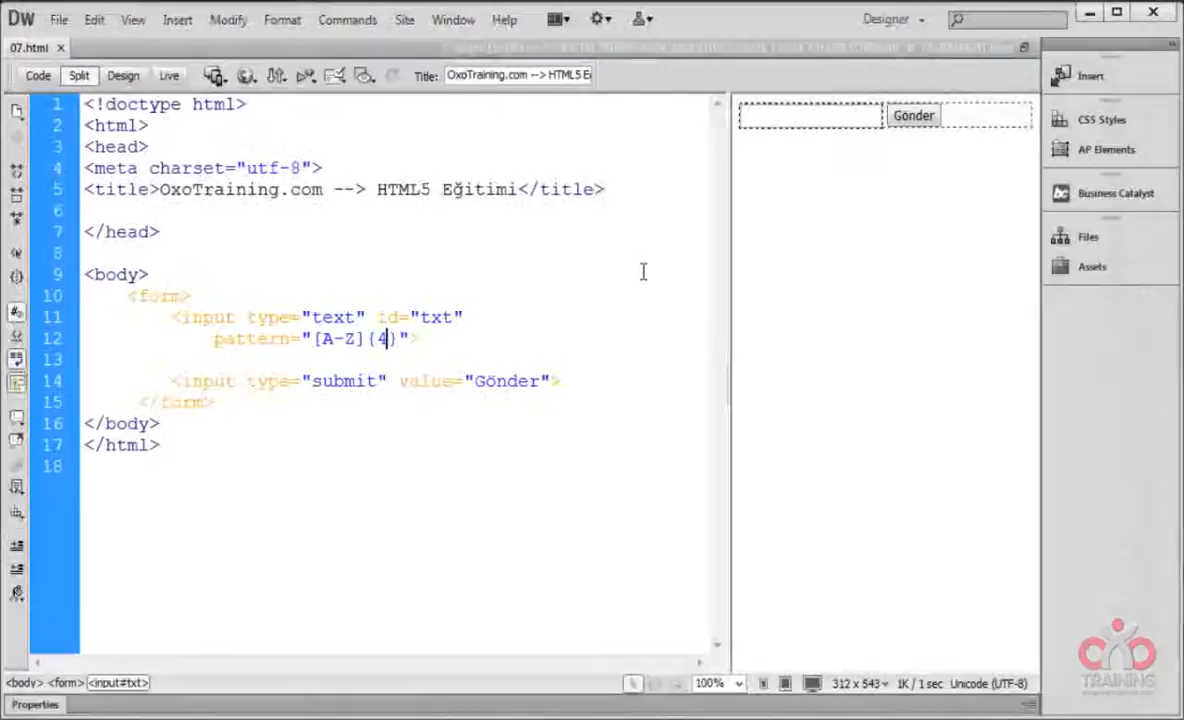 Dw File Edit View Insert Modify Format Commands Site Window Help Designer
07.html
Code Split Design Live Title: OxoTraining.com --> HTML5 E
1 <!doctype html>
2 <html>
3 <head>
4 <meta charset="utf-8">
5 <title>OxoTraining.com --> HTML5 Eğitimi</title>
6
7 </head>
8
9 <body>
10 <form>
11 <input type="text" id="txt"
12 pattern="[A-Z]{4}">
13
14 <input type="submit" value="Gönder">
15 </form>
16 </body>
17 </html>
18
Gönder
Insert
CSS Styles
AP Elements
Business Catalyst
Files
Assets
TRAINING
<body> <form> <input#txt> 100% 312 x 543 1K / 1 sec Unicode (UTF-8)
Properties